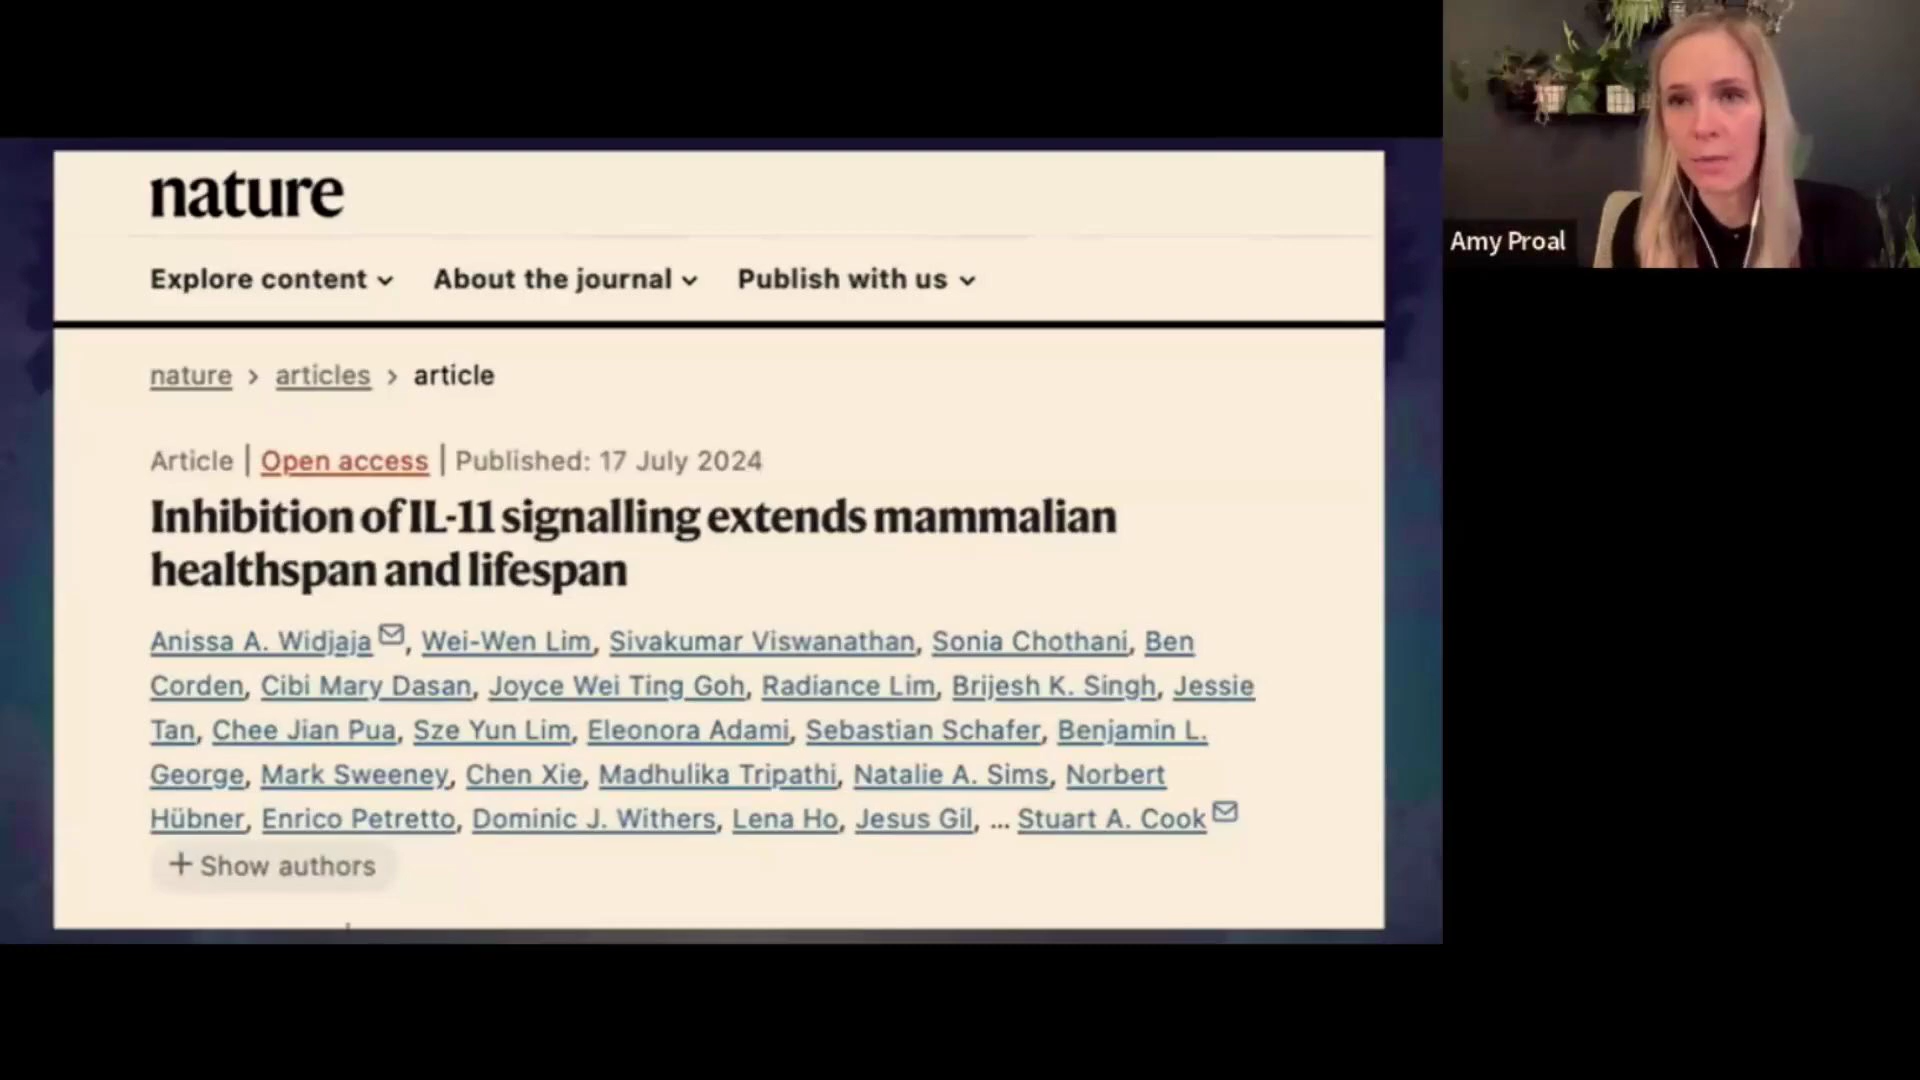 nature
Explore content About the journal Publish with us
nature > articles > article
Article | Open access | Published: 17 July 2024
Inhibition of IL-11 signalling extends mammalian
healthspan and lifespan
Anissa A. Widjaja, Wei-Wen Lim, Sivakumar Viswanathan, Sonia Chothani, Ben
Corden, Cibi Mary Dasan, Joyce Wei Ting Goh, Radiance Lim, Brijesh K. Singh, Jessie
Tan, Chee Jian Pua, Sze Yun Lim, Eleonora Adami, Sebastian Schafer, Benjamin L.
George, Mark Sweeney, Chen Xie, Madhulika Tripathi, Natalie A. Sims, Norbert
Hübner, Enrico Petretto, Dominic J. Withers, Lena Ho, Jesus Gil, ... Stuart A. Cook
+ Show authors
Amy Proal